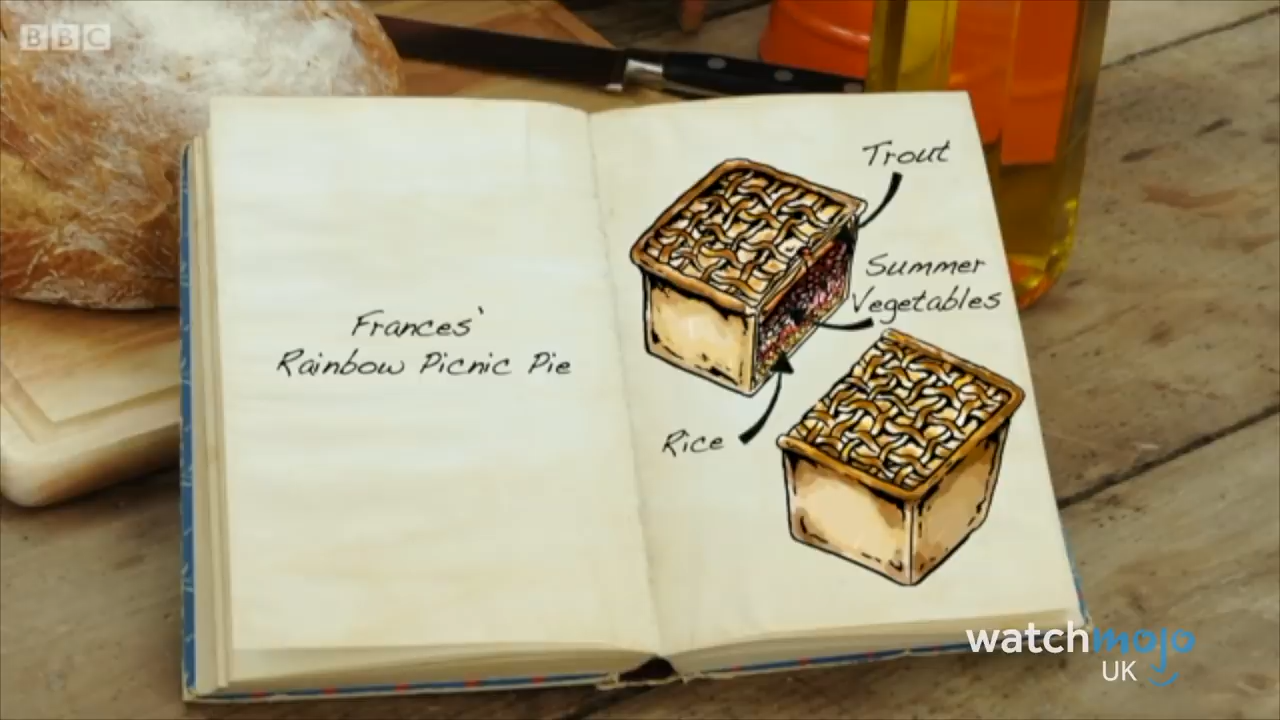 BBC
Frances'
Rainbow Picnic Pie
Trout
Summer
Vegetables
Rice
watchmojo
UK